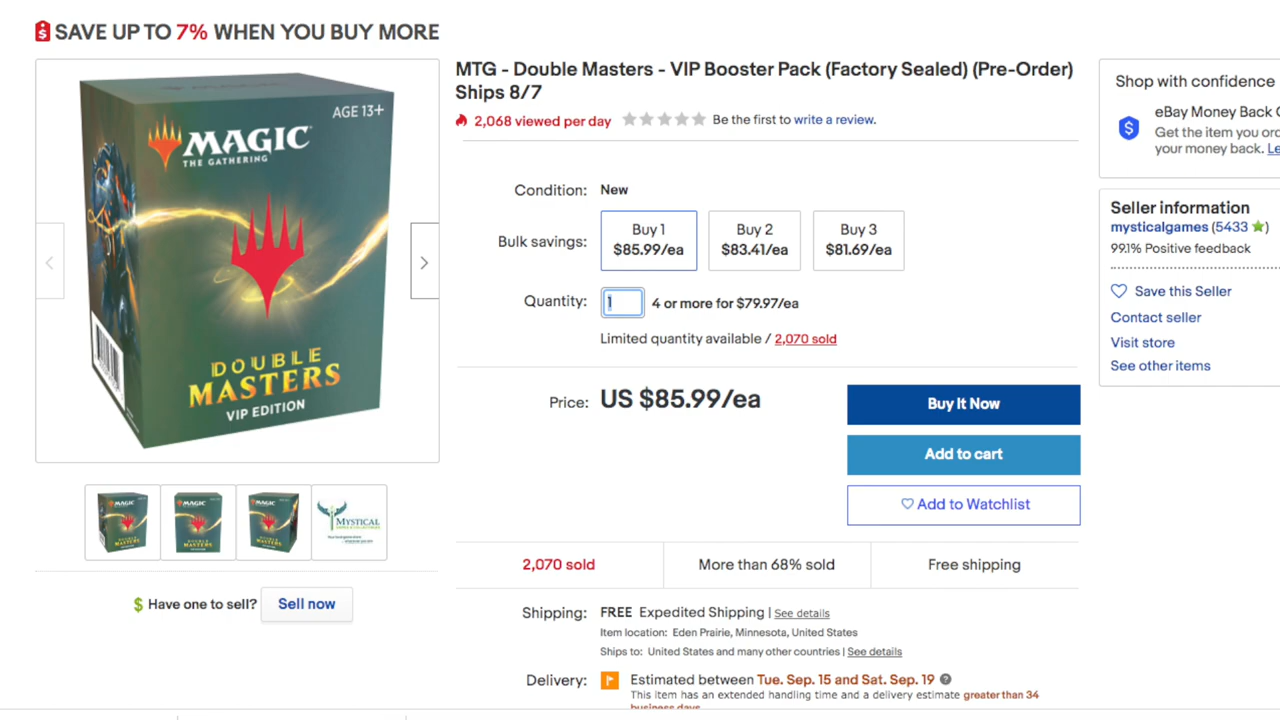 SAVE UP TO 7% WHEN YOU BUY MORE
AGE 13+
MAGIC
THE GATHERING
DOUBLE
MASTERS
VIP EDITION
MYSTICAL
Have one to sell? Sell now
MTG - Double Masters - VIP Booster Pack (Factory Sealed) (Pre-Order)
Ships 8/7
2,068 viewed per day Be the first to write a review.
Condition: New
Bulk savings:
Buy 1
$85.99/ea
Buy 2
$83.41/ea
Buy 3
$81.69/ea
Quantity: 1 4 or more for $79.97/ea
Limited quantity available / 2,070 sold
Price: US $85.99/ea
Buy It Now
Add to cart
Add to Watchlist
2,070 sold More than 68% sold Free shipping
Shipping: FREE Expedited Shipping | See details
Item location: Eden Prairie, Minnesota, United States
Ships to: United States and many other countries | See details
Delivery: Estimated between Tue. Sep. 15 and Sat. Sep. 19
This item has an extended handling time and a delivery estimate greater than 34
business days
Shop with confidence
eBay Money Back
Get the item you
your money back.
Seller information
mysticalgames (5433)
99.1% Positive feedback
Save this Seller
Contact seller
Visit store
See other items